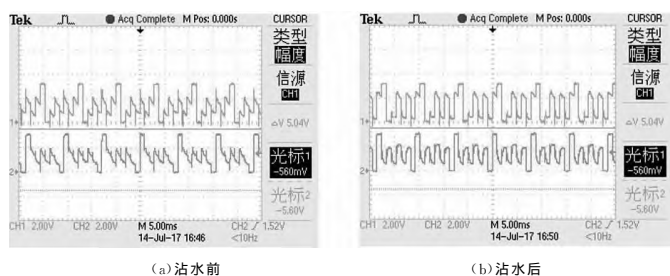 Tek Acq Complete M Pos: 0.000s CURSOR
类型
幅度
信源
CH1
△V 5.04V
光标1
-560mV
光标2
-5.60V
1
2
CH1 2.00V CH2 2.00V M 5.00ms CH2 1.52V
14-Jul-17 16:46 <10Hz
(a)沾水前
Tek Acq Complete M Pos: 0.000s CURSOR
类型
幅度
信源
CH1
△V 5.04V
光标1
-560mV
光标2
-5.60V
1
2
CH1 2.00V CH2 2.00V M 5.00ms CH2 1.52V
14-Jul-17 16:50 <10Hz
(b)沾水后